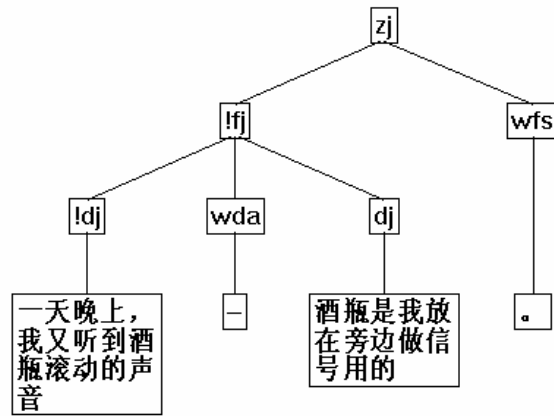 zj
!fj
wfs
!dj
wda
dj
一天晚上，
我又听到酒
瓶滚动的声
音
—
酒瓶是我放
在旁边做信
号用的
。